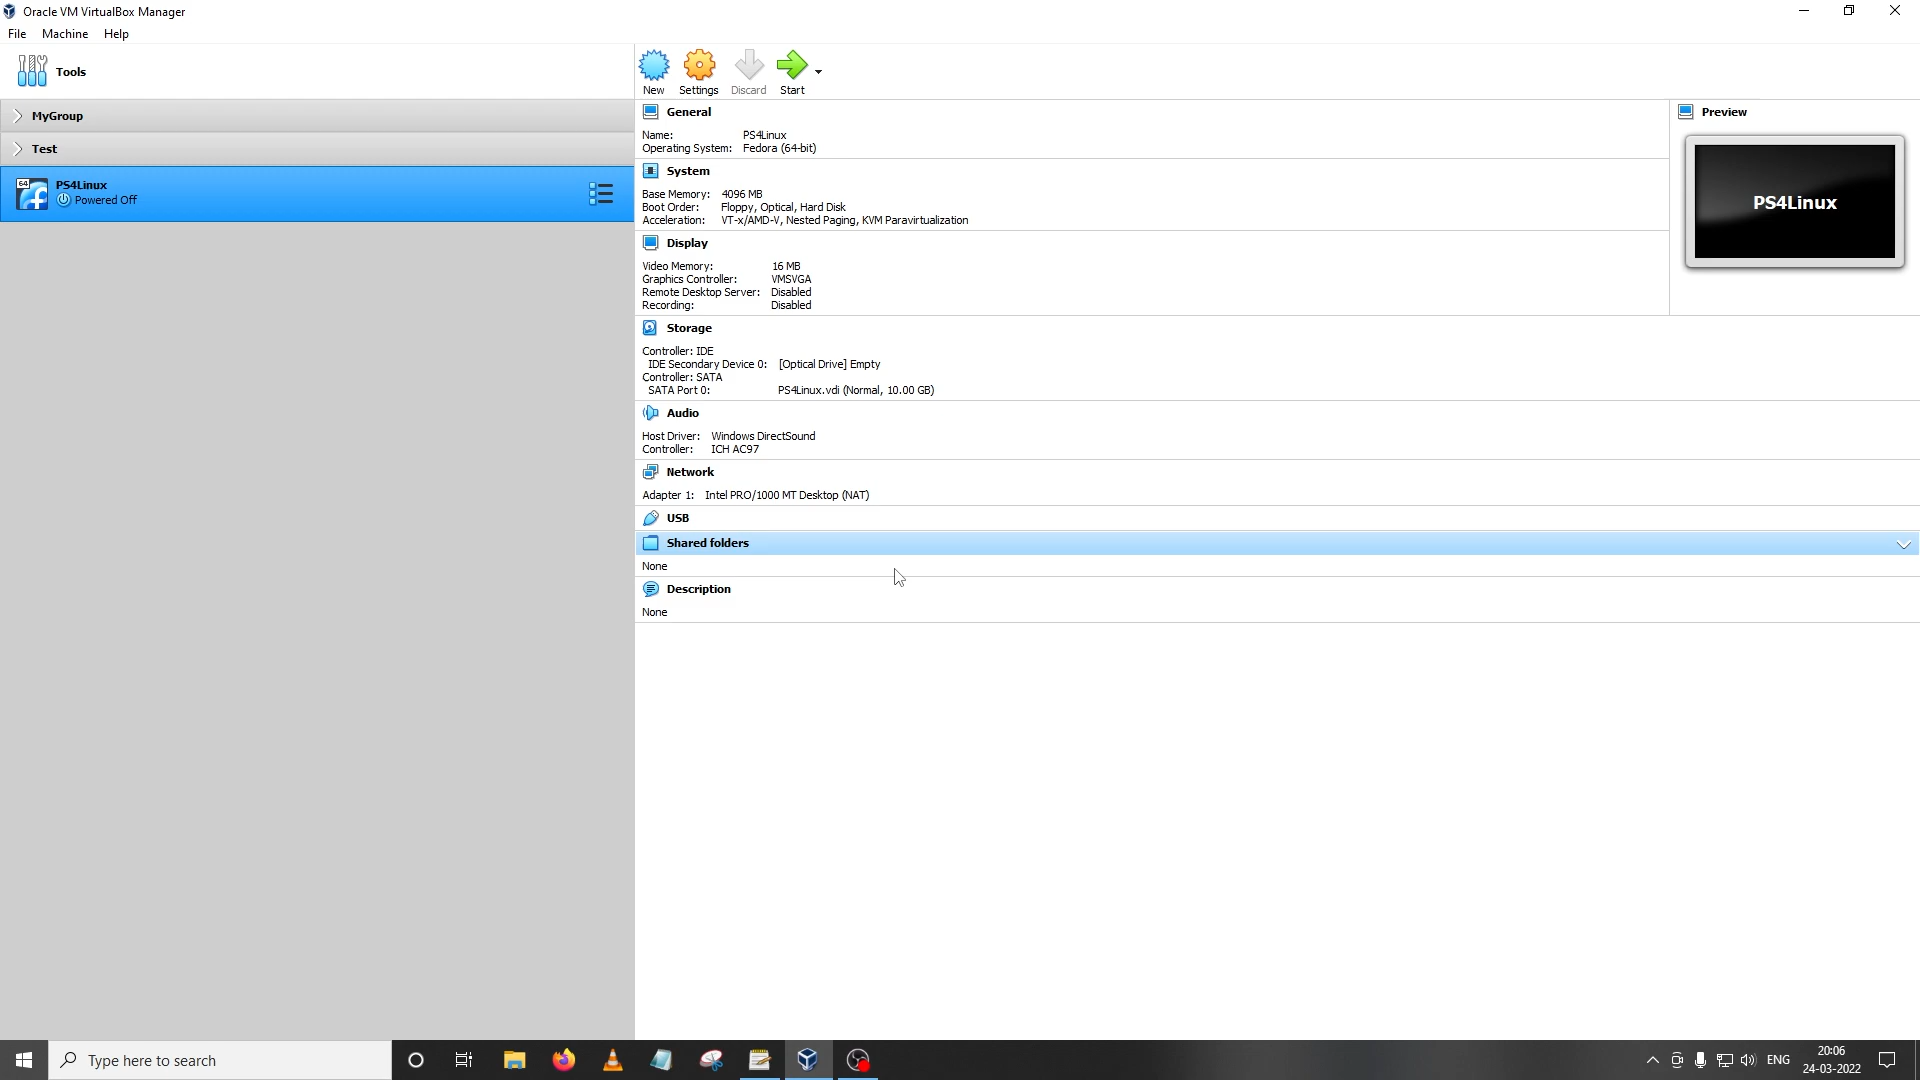 Oracle VM VirtualBox Manager
File Machine Help
Tools
MyGroup
Test
64
PS4Linux
Powered Off
New Settings Discard Start
General
Name: PS4Linux
Operating System: Fedora (64-bit)
System
Base Memory: 4096 MB
Boot Order: Floppy, Optical, Hard Disk
Acceleration: VT-x/AMD-V, Nested Paging, KVM Paravirtualization
Display
Video Memory: 16 MB
Graphics Controller: VMSVGA
Remote Desktop Server: Disabled
Recording: Disabled
Preview
PS4Linux
Storage
Controller: IDE
IDE Secondary Device 0: [Optical Drive] Empty
Controller: SATA
SATA Port 0: PS4Linux.vdi (Normal, 10.00 GB)
Audio
Host Driver: Windows DirectSound
Controller: ICH AC97
Network
Adapter 1: Intel PRO/1000 MT Desktop (NAT)
USB
Shared folders
None
Description
None
Type here to search
ENG
20:06
24-03-2022